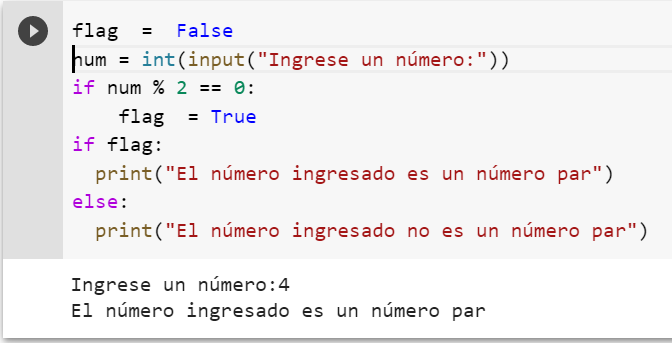 flag  =  False
num = int(input("Ingrese un número:"))
if num % 2 == 0:
    flag  = True
if flag:
  print("El número ingresado es un número par")
else:
  print("El número ingresado no es un número par")
Ingrese un número:4
El número ingresado es un número par